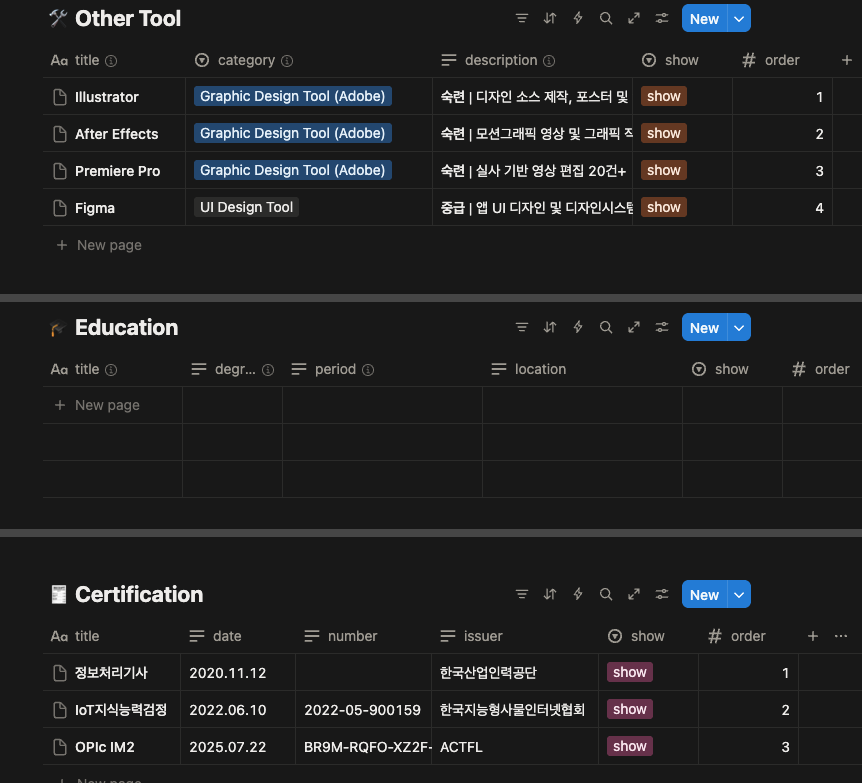 Other Tool
New
Aa title category description show # order
Illustrator Graphic Design Tool (Adobe) 숙련 | 디자인 소스 제작, 포스터 및 show 1
After Effects Graphic Design Tool (Adobe) 숙련 | 모션그래픽 영상 및 그래픽 show 2
Premiere Pro Graphic Design Tool (Adobe) 숙련 | 실사 기반 영상 편집 20건+ show 3
Figma UI Design Tool 중급 | 앱 UI 디자인 및 디자인시스템 show 4
+ New page
Education
New
Aa title degr... period location show # order
+ New page
Certification
New
Aa title date number issuer show # order
정보처리기사 2020.11.12 한국산업인력공단 show 1
IoT지식능력검정 2022.06.10 2022-05-900159 한국지능형사물인터넷협회 show 2
OPIc IM2 2025.07.22 BR9M-RQFO-XZ2F- ACTFL show 3
+ New page